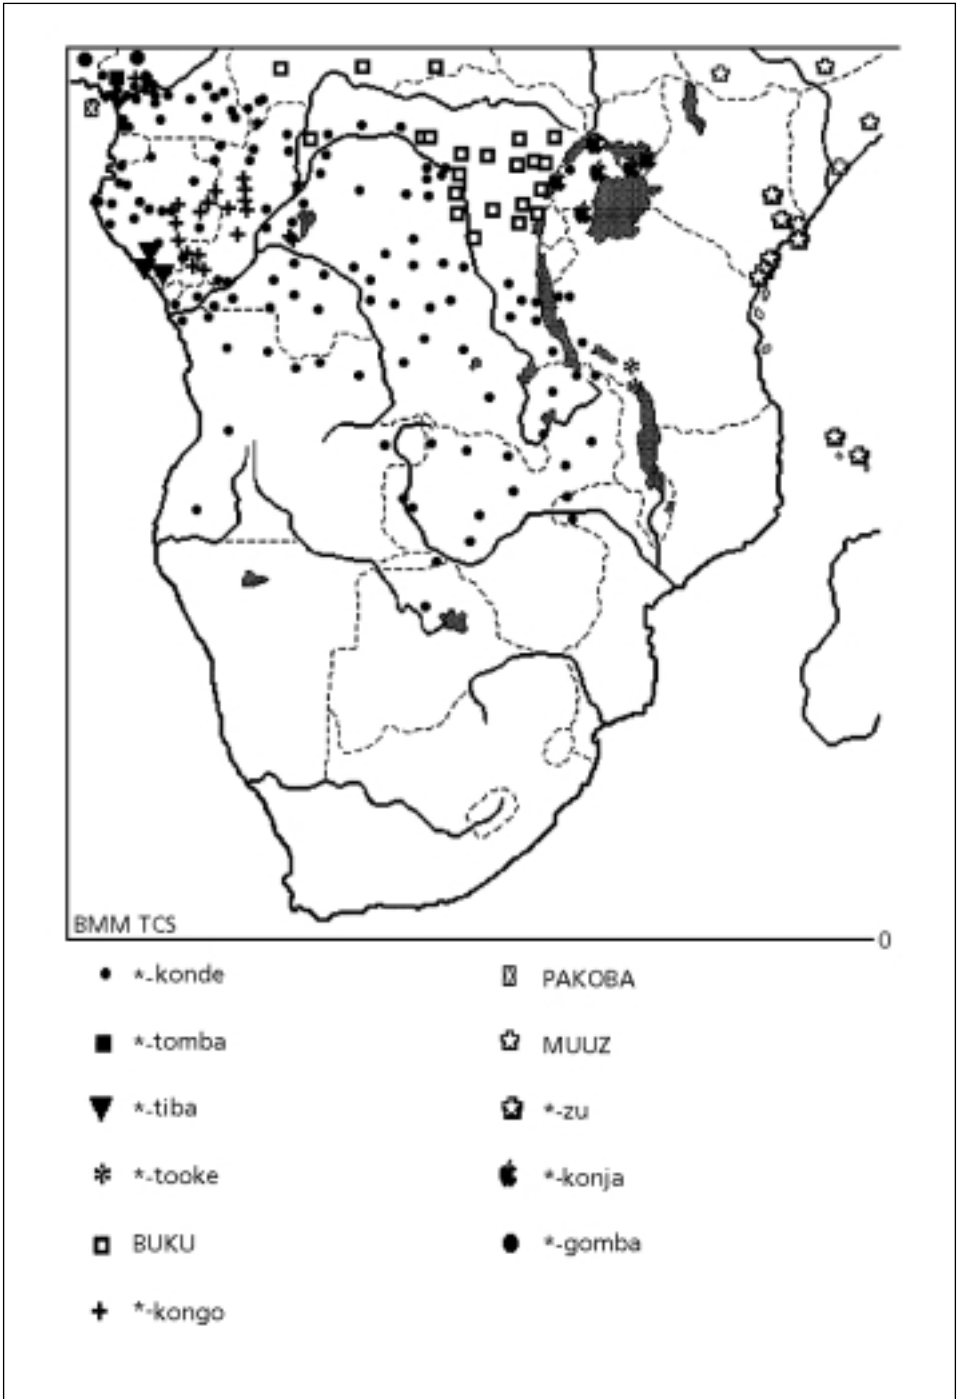 BMM TCS
0
*-konde
*-tomba
*-tiba
*-tooke
BUKU
*-kongo
PAKOBA
MUUZ
*-zu
*-konja
*-gomba